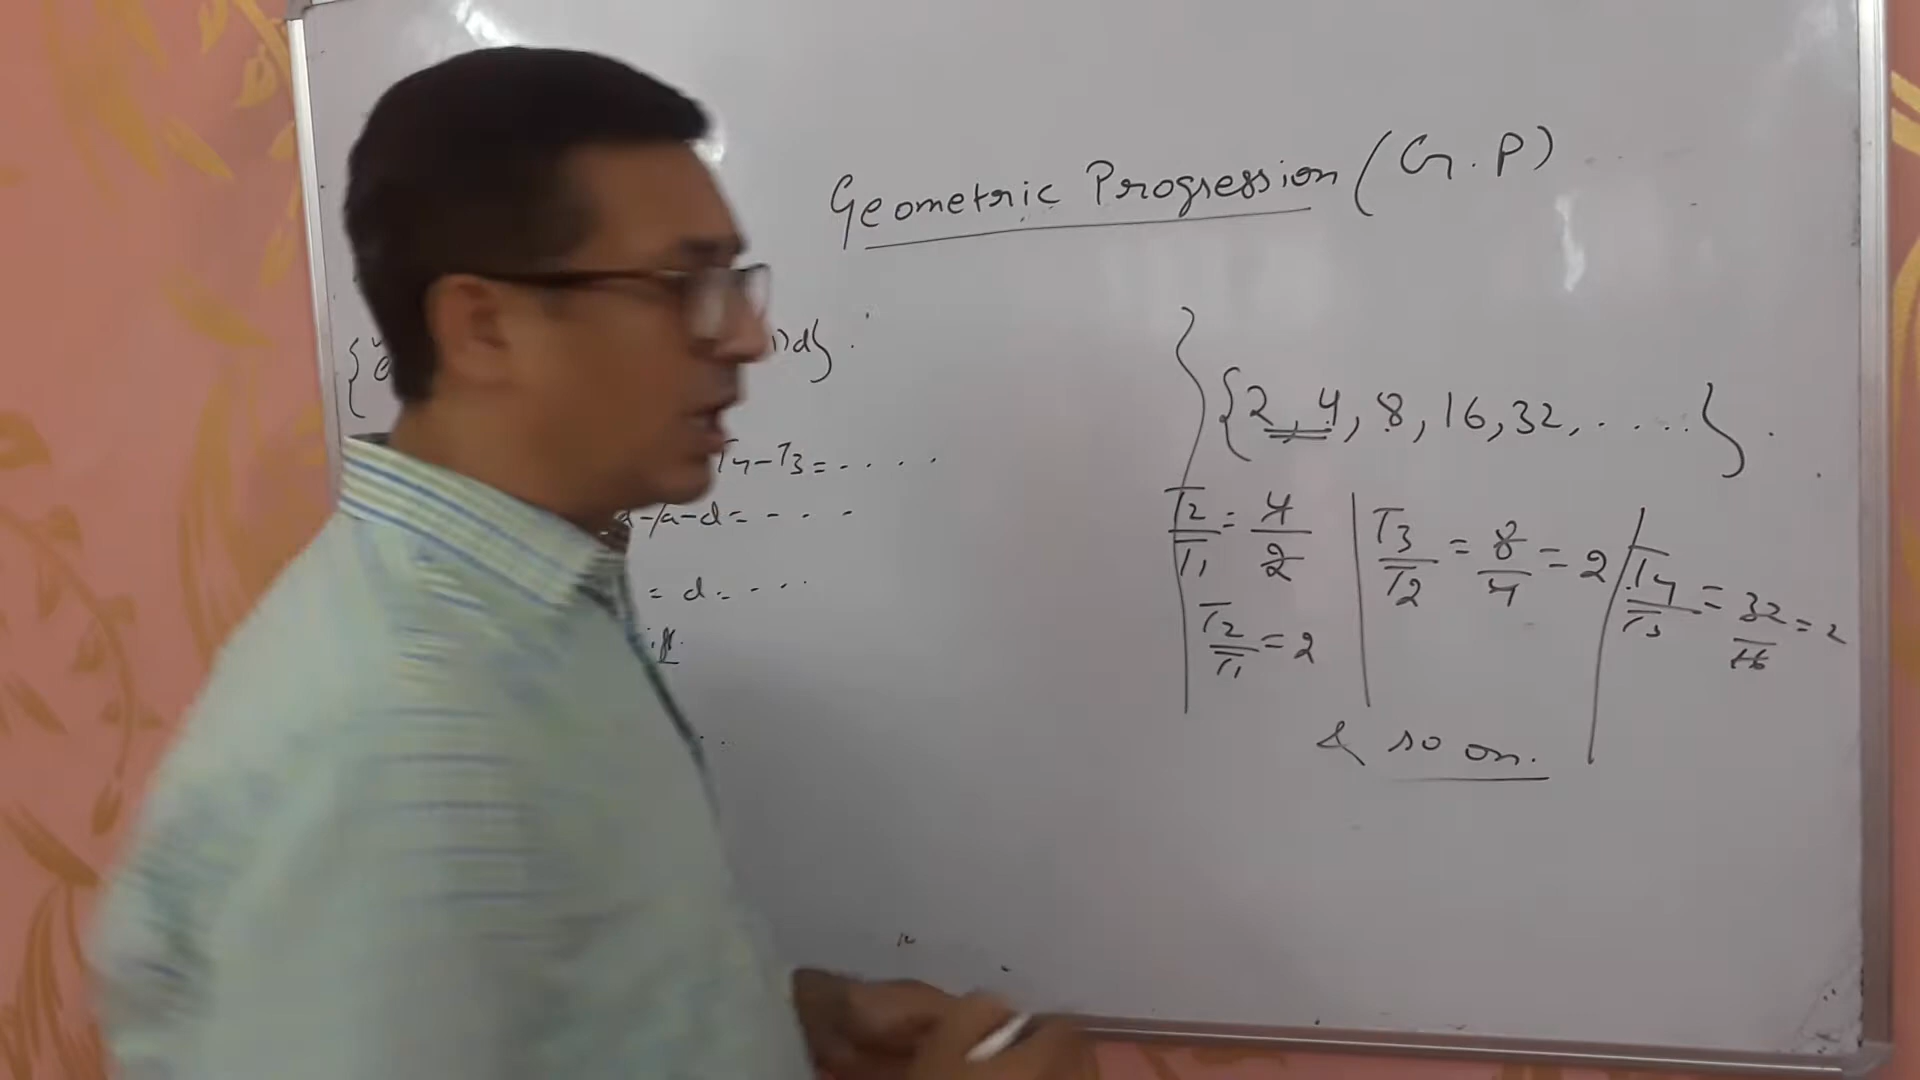 Geometric Progression (G.P)
1)d}.
T4-T3=....
d-/a-d=---
= d=---
{2, 4, 8, 16, 32, .....}.
T2/T1 = 4/2
T2/T1 = 2
T3/T2 = 8/4 = 2
T4/T3 = 32/16 = 2
& so on.